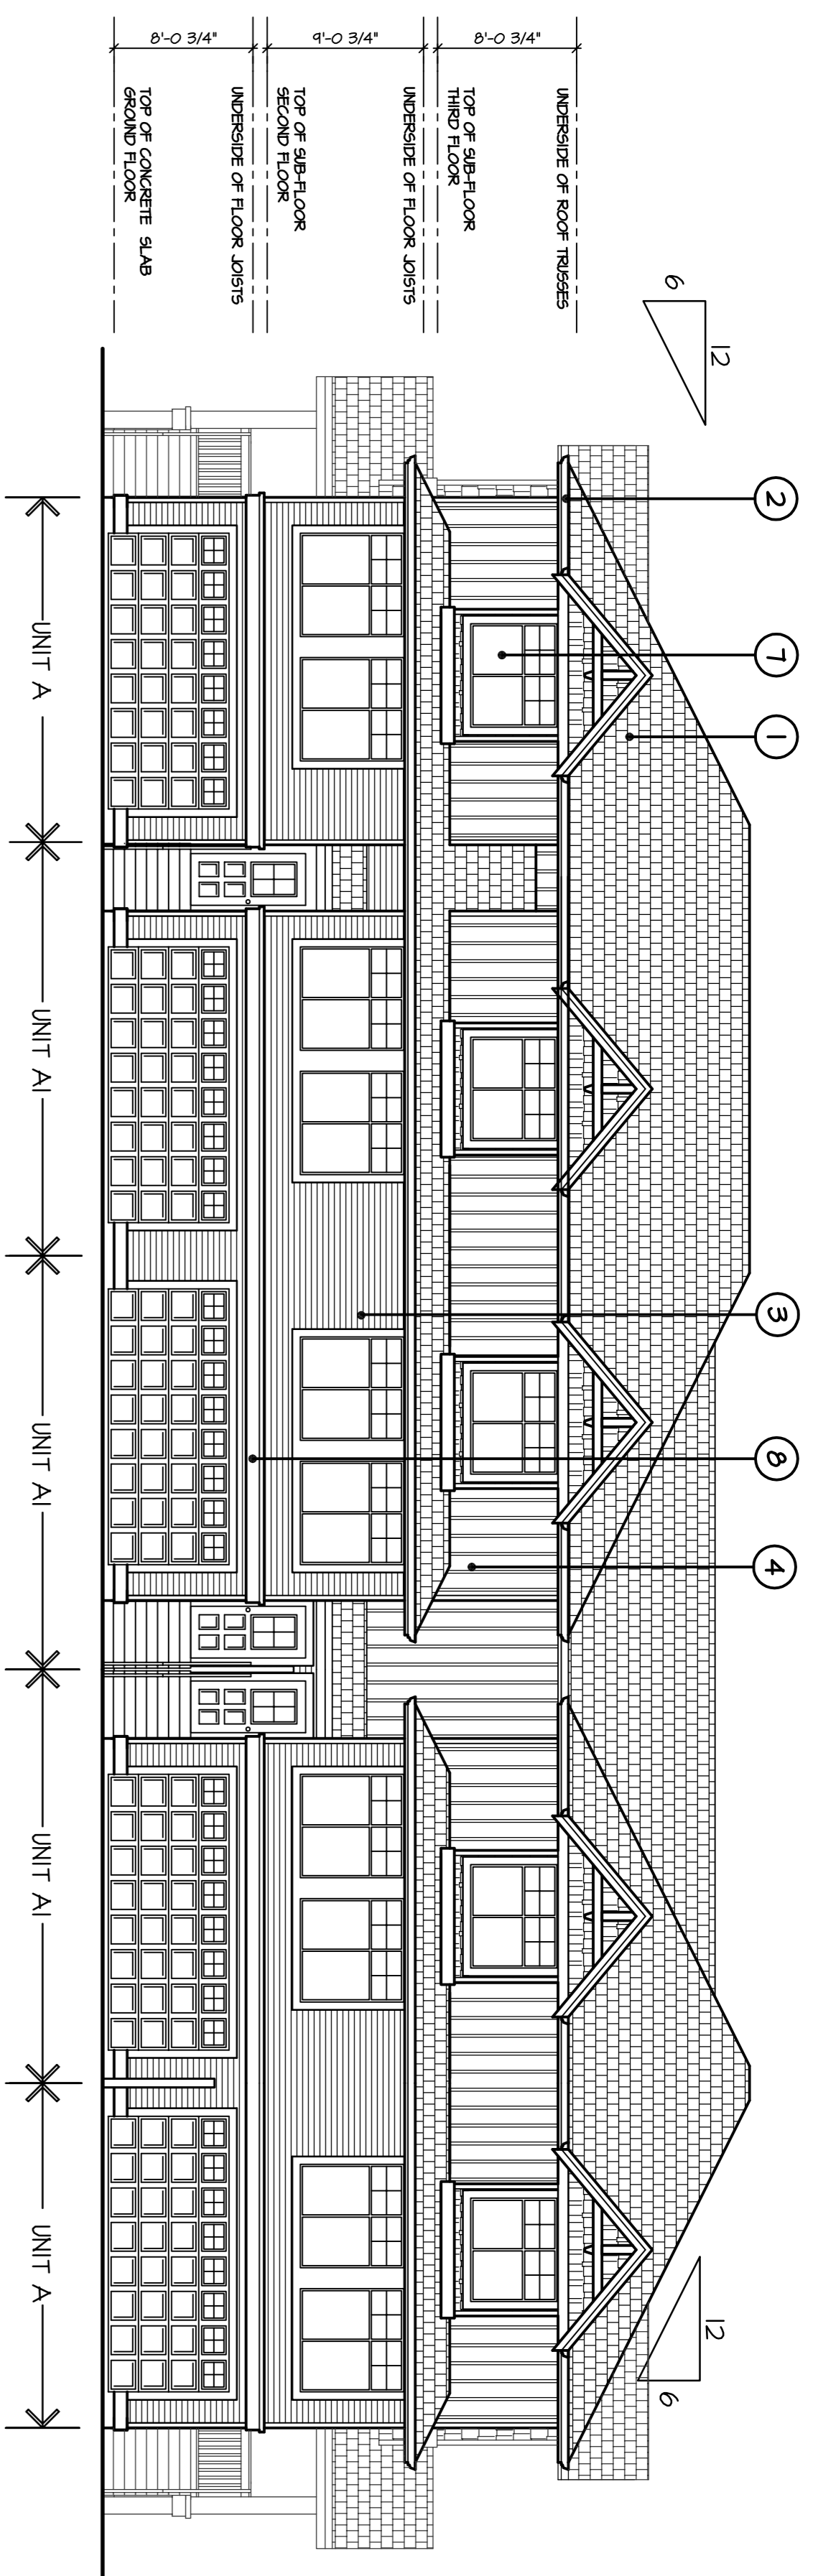 2
7
1
3
8
4
12
6
12
6
UNDERSIDE OF ROOF TRUSSES
8'-0 3/4"
TOP OF SUB-FLOOR
THIRD FLOOR
UNDERSIDE OF FLOOR JOISTS
9'-0 3/4"
TOP OF SUB-FLOOR
SECOND FLOOR
UNDERSIDE OF FLOOR JOISTS
8'-0 3/4"
TOP OF CONCRETE SLAB
GROUND FLOOR
UNIT A
UNIT A1
UNIT A1
UNIT A1
UNIT A